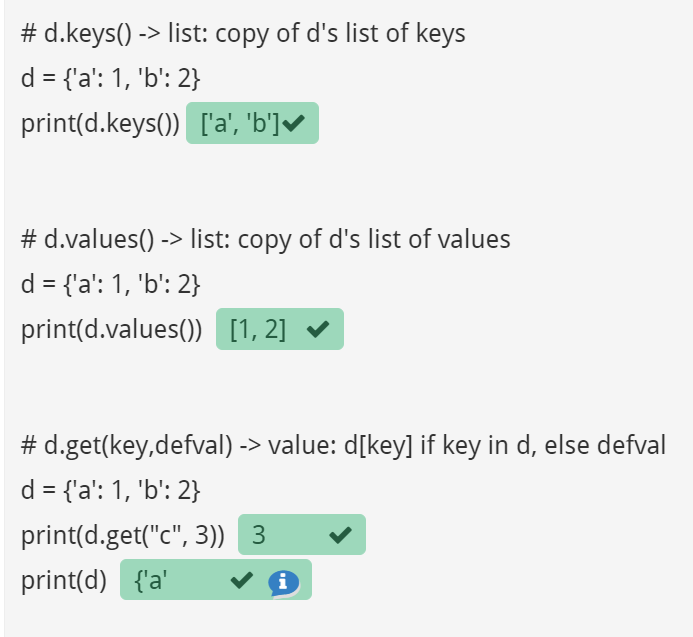 # d.keys() -> list: copy of d's list of keys
d = {'a': 1, 'b': 2}
print(d.keys()) ['a', 'b']
# d.values() -> list: copy of d's list of values
d = {'a': 1, 'b': 2}
print(d.values()) [1, 2]
# d.get(key,defval) -> value: d[key] if key in d, else defval
d = {'a': 1, 'b': 2}
print(d.get("c", 3)) 3
print(d) {'a'